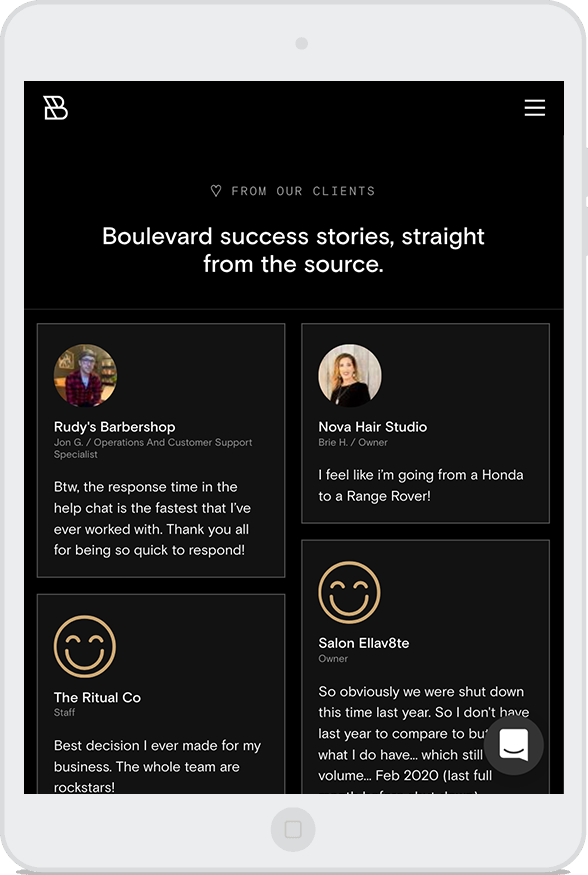 B
♡ FROM OUR CLIENTS
Boulevard success stories, straight
from the source.
Rudy's Barbershop
Jon G. / Operations And Customer Support
Specialist
Btw, the response time in the
help chat is the fastest that I've
ever worked with. Thank you all
for being so quick to respond!
Nova Hair Studio
Brie H. / Owner
I feel like i'm going from a Honda
to a Range Rover!
The Ritual Co
Staff
Best decision I ever made for my
business. The whole team are
rockstars!
Salon Ellav8te
Owner
So obviously we were shut down
this time last year. So I don't have
last year to compare to but
what I do have... which still
volume... Feb 2020 (last full